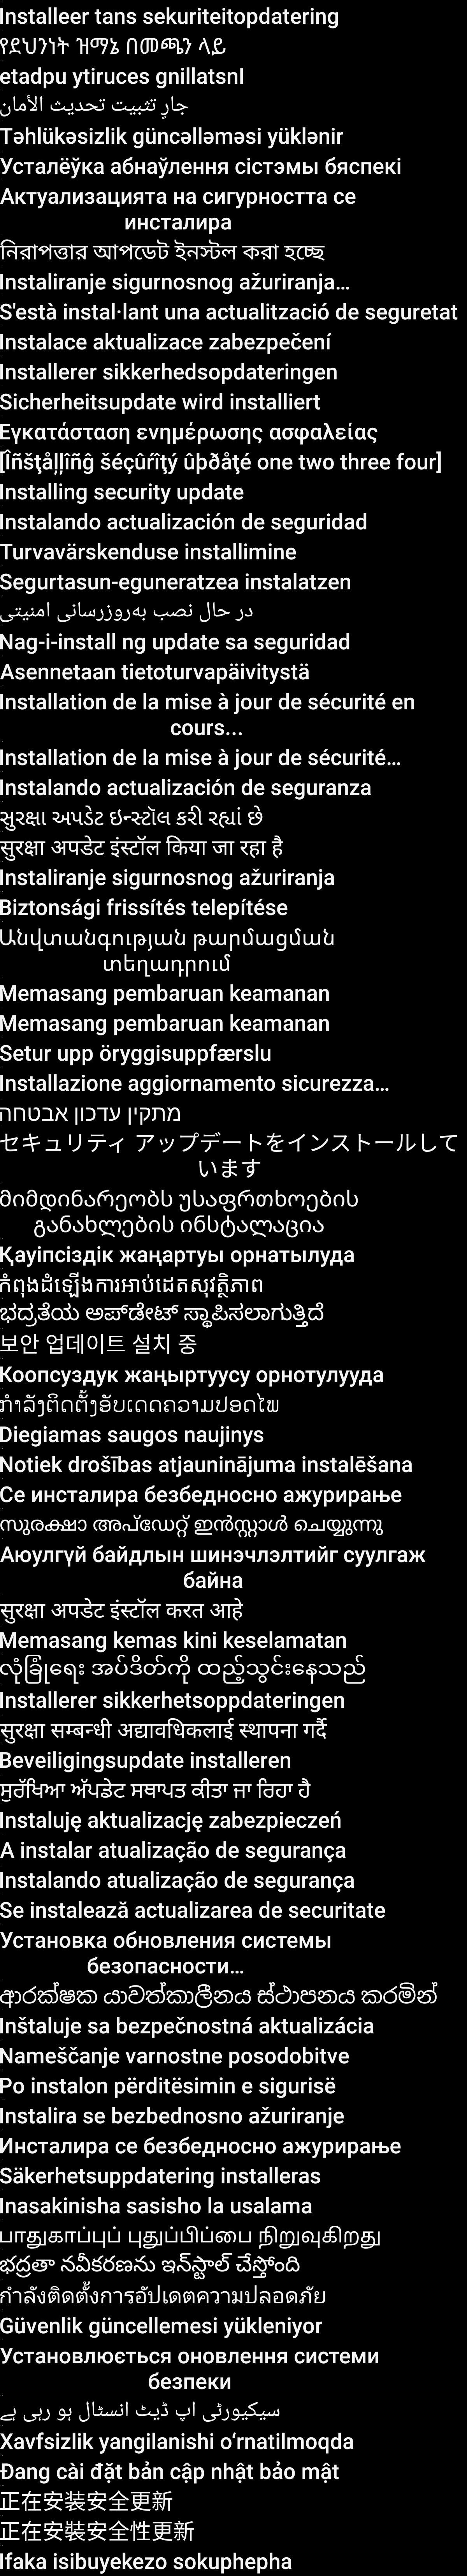 Installeer tans sekuriteitopdatering
የደህንነት ዝማኔ በመጫን ላይ
etadpu ytiruces gnillatsnI
جارٍ تثبيت تحديث الأمان
Təhlükəsizlik güncəlləməsi yüklənir
Усталёўка абнаўлення сістэмы бяспекі
Актуализацията на сигурността се
инсталира
নিরাপত্তার আপডেট ইনস্টল করা হচ্ছে
Instaliranje sigurnosnog ažuriranja…
S'està instal·lant una actualització de seguretat
Instalace aktualizace zabezpečení
Installerer sikkerhedsopdateringen
Sicherheitsupdate wird installiert
Εγκατάσταση ενημέρωσης ασφαλείας
[Îñšţåļļîñĝ šéçûŕîţý ûþðåţé one two three four]
Installing security update
Instalando actualización de seguridad
Turvavärskenduse installimine
Segurtasun-eguneratzea instalatzen
در حال نصب به‌روزرسانی امنیتی
Nag-i-install ng update sa seguridad
Asennetaan tietoturvapäivitystä
Installation de la mise à jour de sécurité en
cours...
Installation de la mise à jour de sécurité…
Instalando actualización de seguranza
સુરક્ષા અપડેટ ઇન્સ્ટૉલ કરી રહ્યાં છે
सुरक्षा अपडेट इंस्टॉल किया जा रहा है
Instaliranje sigurnosnog ažuriranja
Biztonsági frissítés telepítése
Անվտանգության թարմացման
տեղադրում
Memasang pembaruan keamanan
Memasang pembaruan keamanan
Setur upp öryggisuppfærslu
Installazione aggiornamento sicurezza…
מתקין עדכון אבטחה
セキュリティ アップデートをインストールして
います
მიმდინარეობს უსაფრთხოების
განახლების ინსტალაცია
Қауіпсіздік жаңартуы орнатылуда
កំពុងដំឡើងការអាប់ដេតសុវត្ថិភាព
ಭದ್ರತೆಯ ಅಪ್‌ಡೇಟ್‌ ಸ್ಥಾಪಿಸಲಾಗುತ್ತಿದೆ
보안 업데이트 설치 중
Коопсуздук жаңыртуусу орнотулууда
ກຳລັງຕິດຕັ້ງອັບເດດຄວາມປອດໄພ
Diegiamas saugos naujinys
Notiek drošības atjauninājuma instalēšana
Се инсталира безбедносно ажурирање
സുരക്ഷാ അപ്ഡേറ്റ് ഇൻസ്റ്റാൾ ചെയ്യുന്നു
Аюулгүй байдлын шинэчлэлтийг суулгаж
байна
सुरक्षा अपडेट इंस्टॉल करत आहे
Memasang kemas kini keselamatan
လုံခြုံရေး အပ်ဒိတ်ကို ထည့်သွင်းနေသည်
Installerer sikkerhetsoppdateringen
सुरक्षा सम्बन्धी अद्यावधिकलाई स्थापना गर्दै
Beveiligingsupdate installeren
ਸੁਰੱਖਿਆ ਅੱਪਡੇਟ ਸਥਾਪਤ ਕੀਤਾ ਜਾ ਰਿਹਾ ਹੈ
Instaluję aktualizację zabezpieczeń
A instalar atualização de segurança
Instalando atualização de segurança
Se instalează actualizarea de securitate
Установка обновления системы
безопасности…
ආරක්ෂක යාවත්කාලීනය ස්ථාපනය කරමින්
Inštaluje sa bezpečnostná aktualizácia
Nameščanje varnostne posodobitve
Po instalon përditësimin e sigurisë
Instalira se bezbednosno ažuriranje
Инсталира се безбедносно ажурирање
Säkerhetsuppdatering installeras
Inasakinisha sasisho la usalama
பாதுகாப்புப் புதுப்பிப்பை நிறுவுகிறது
భద్రతా నవీకరణను ఇన్‌స్టాల్ చేస్తోంది
กำลังติดตั้งการอัปเดตความปลอดภัย
Güvenlik güncellemesi yükleniyor
Установлюється оновлення системи
безпеки
سیکیورٹی اپ ڈیٹ انسٹال ہو رہی ہے
Xavfsizlik yangilanishi o‘rnatilmoqda
Đang cài đặt bản cập nhật bảo mật
正在安装安全更新
正在安裝安全性更新
Ifaka isibuyekezo sokuphepha